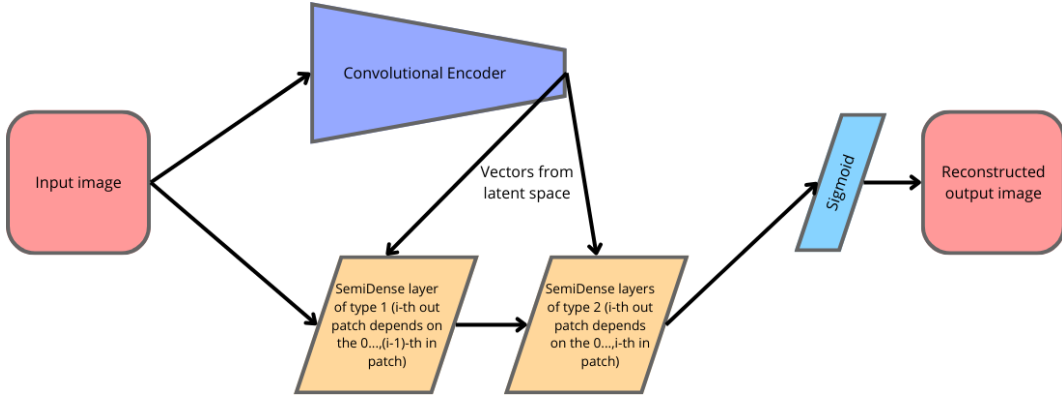 Convolutional Encoder
Input image
Vectors from
latent space
Sigmoid
Reconstructed
output image
SemiDense layer
of type 1 (i-th out
patch depends on
the 0...,(i-1)-th in
patch)
SemiDense layers
of type 2 (i-th out
patch depends
on the 0...,i-th in
patch)